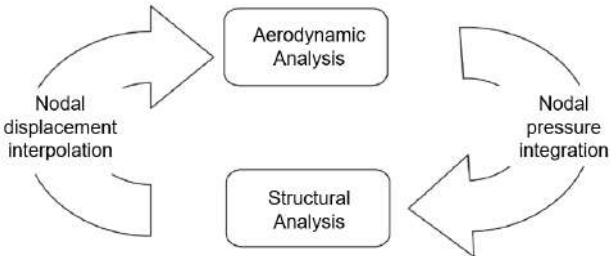 Aerodynamic
Analysis
Nodal
displacement
interpolation
Nodal
pressure
integration
Structural
Analysis